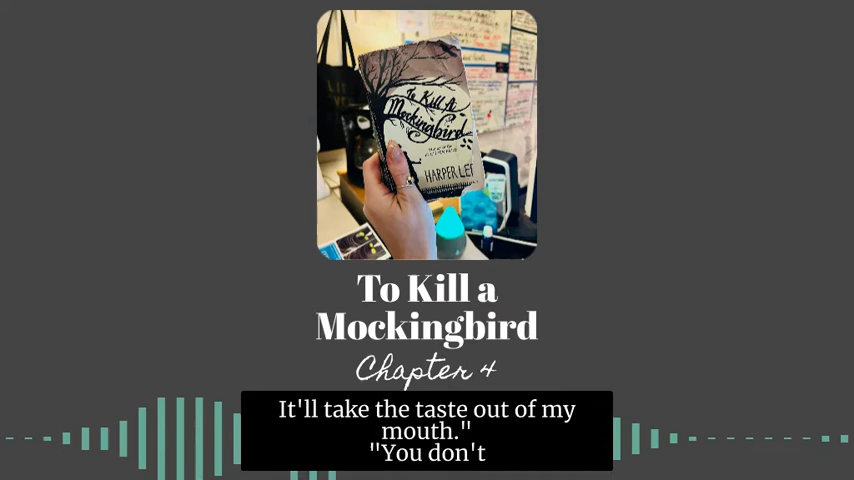 To Kill A
Mockingbird
HARPER LEE
To Kill a
Mockingbird
Chapter 4
It'll take the taste out of my
mouth."
"You don't